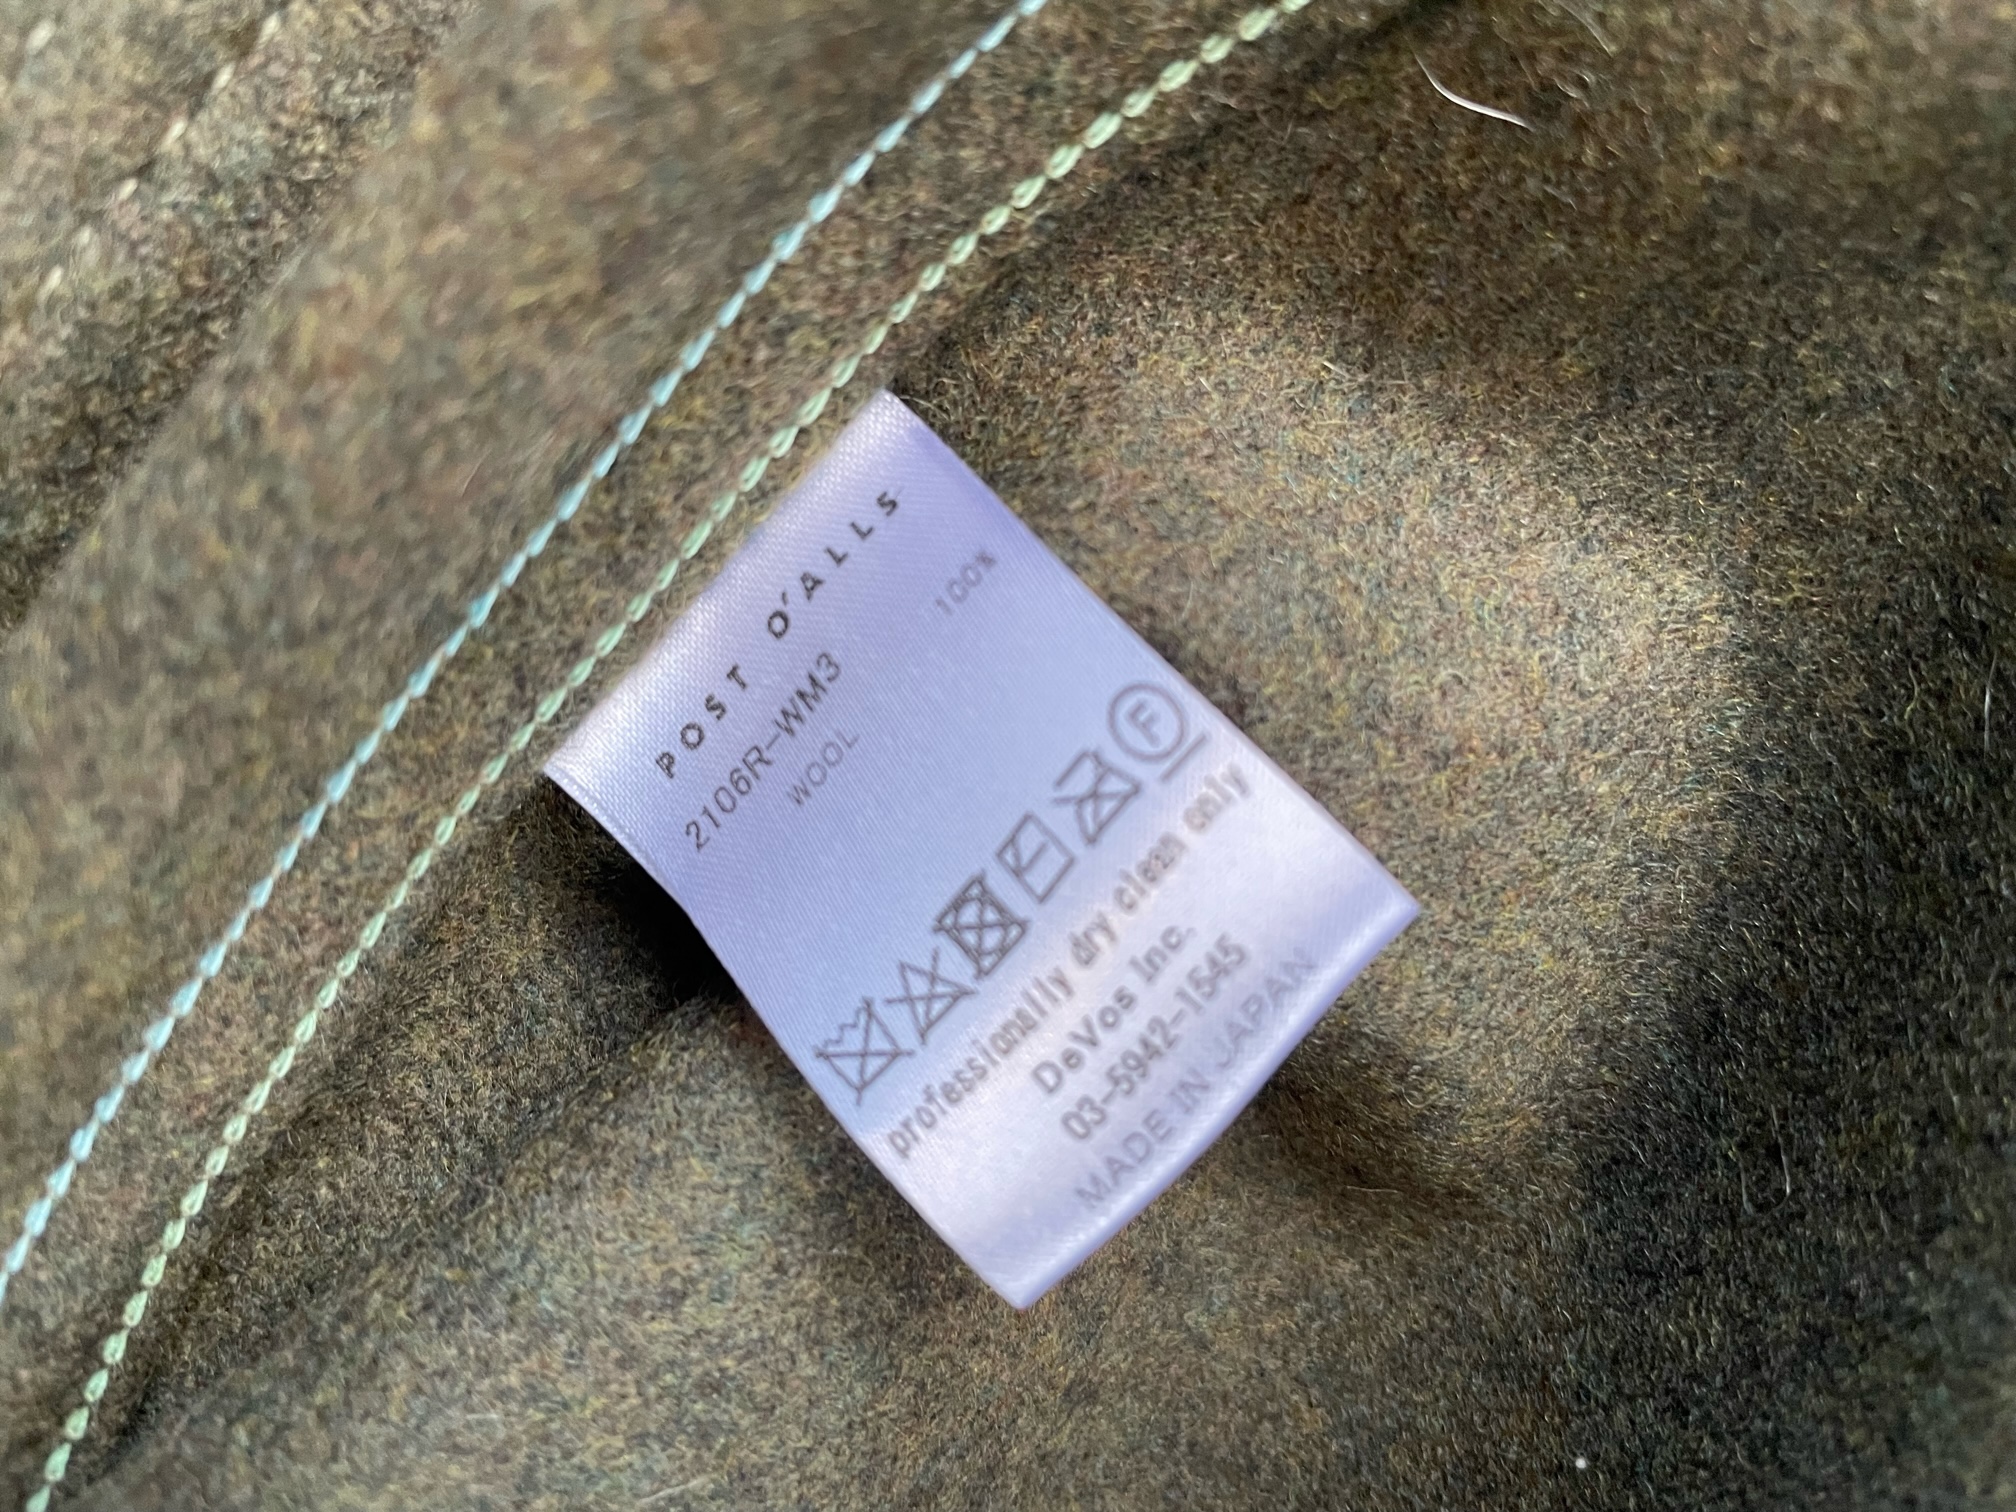 POST O'ALLS
2106R-WM3
WOOL 100%
F
professionally dry clean only
DeVos Inc.
03-5942-1545
MADE IN JAPAN